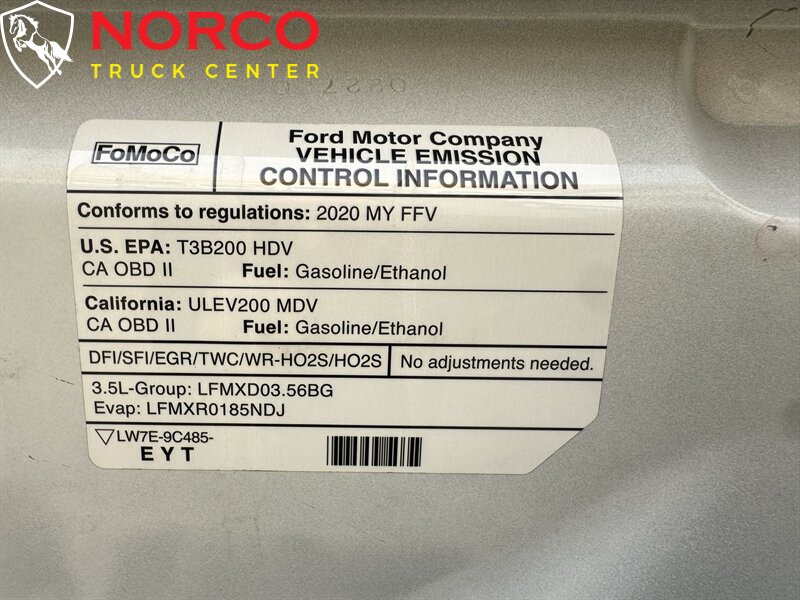 NORCO
TRUCK CENTER
FoMoCo
Ford Motor Company
VEHICLE EMISSION
CONTROL INFORMATION
Conforms to regulations: 2020 MY FFV
U.S. EPA: T3B200 HDV
CA OBD II Fuel: Gasoline/Ethanol
California: ULEV200 MDV
CA OBD II Fuel: Gasoline/Ethanol
DFI/SFI/EGR/TWC/WR-HO2S/HO2S No adjustments needed.
3.5L-Group: LFMXD03.56BG
Evap: LFMXR0185NDJ
LW7E-9C485-
EYT